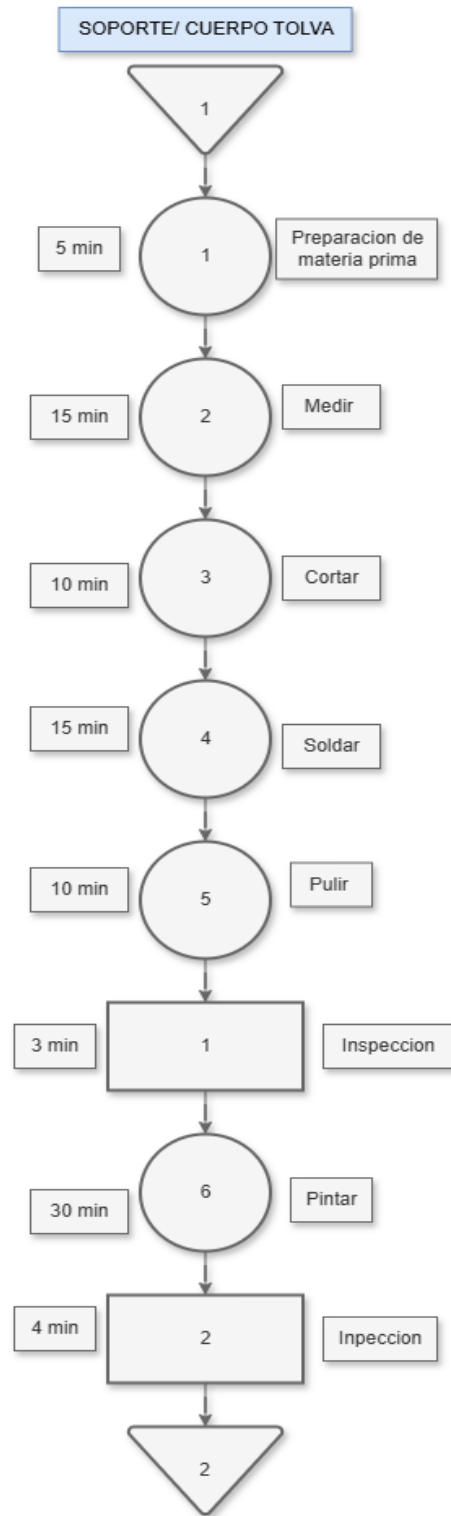 SOPORTE/ CUERPO TOLVA
1
5 min
1
Preparacion de
materia prima
15 min
2
Medir
10 min
3
Cortar
15 min
4
Soldar
10 min
5
Pulir
3 min
1
Inspeccion
30 min
6
Pintar
4 min
2
Inpeccion
2